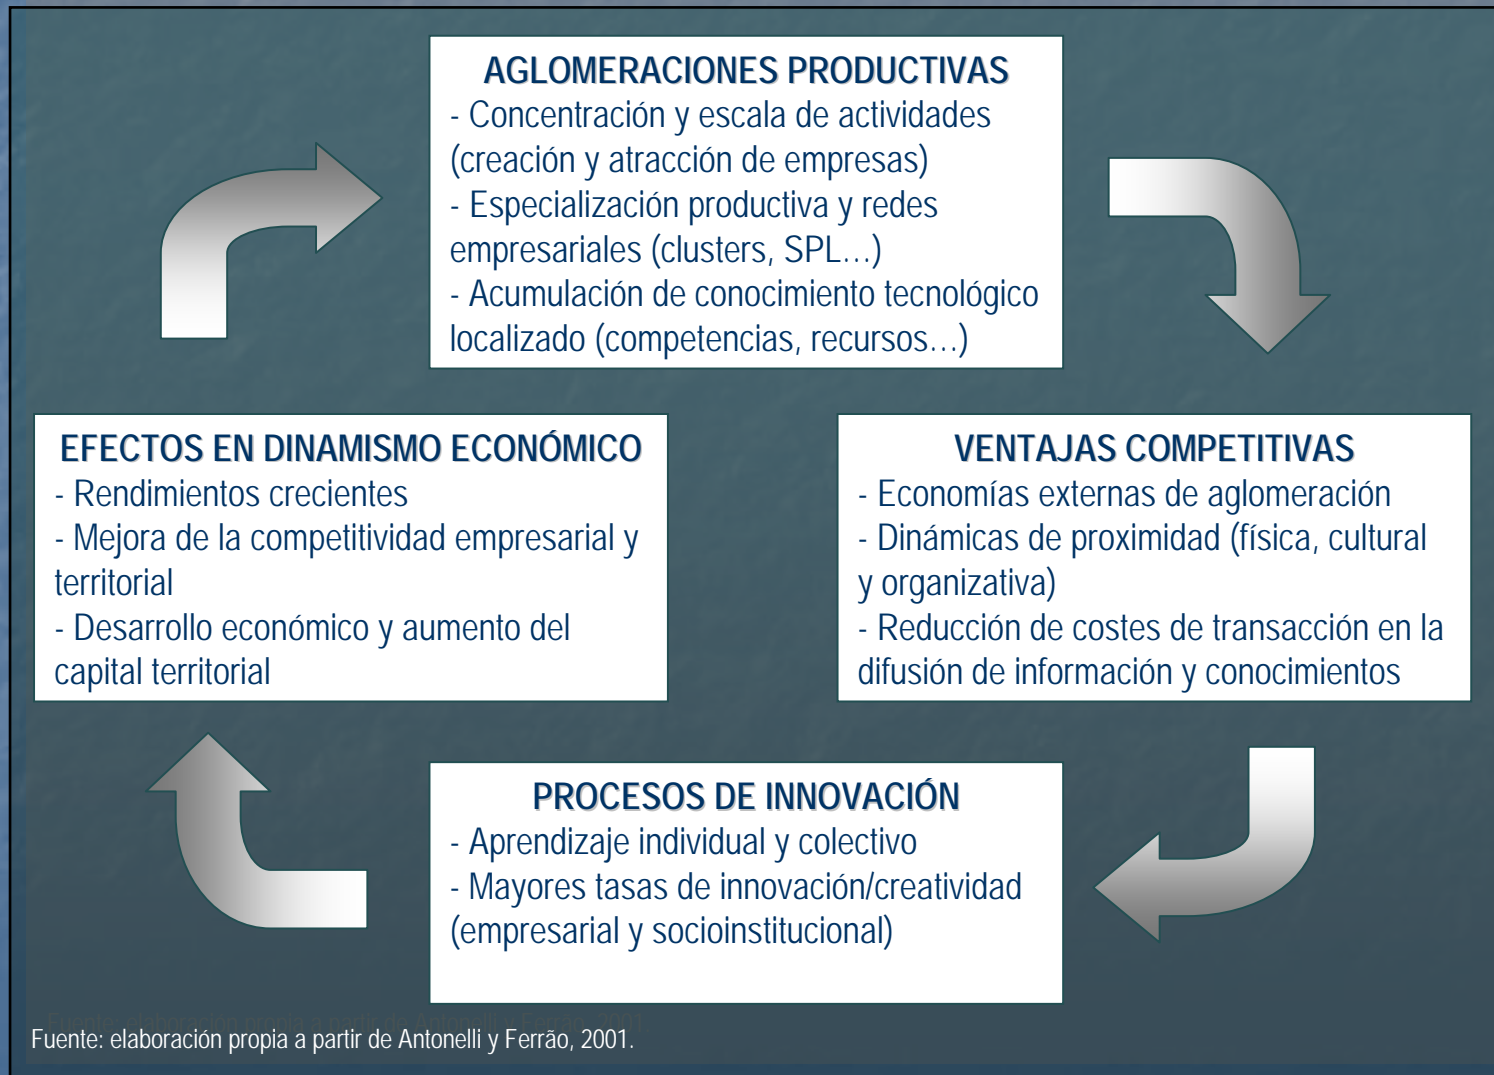 AGLOMERACIONES PRODUCTIVAS
- Concentración y escala de actividades
(creación y atracción de empresas)
- Especialización productiva y redes
empresariales (clusters, SPL…)
- Acumulación de conocimiento tecnológico
localizado (competencias, recursos…)
EFECTOS EN DINAMISMO ECONÓMICO
- Rendimientos crecientes
- Mejora de la competitividad empresarial y
territorial
- Desarrollo económico y aumento del
capital territorial
VENTAJAS COMPETITIVAS
- Economías externas de aglomeración
- Dinámicas de proximidad (física, cultural
y organizativa)
- Reducción de costes de transacción en la
difusión de información y conocimientos
PROCESOS DE INNOVACIÓN
- Aprendizaje individual y colectivo
- Mayores tasas de innovación/creatividad
(empresarial y socioinstitucional)
Fuente: elaboración propia a partir de Antonelli y Ferrão, 2001.